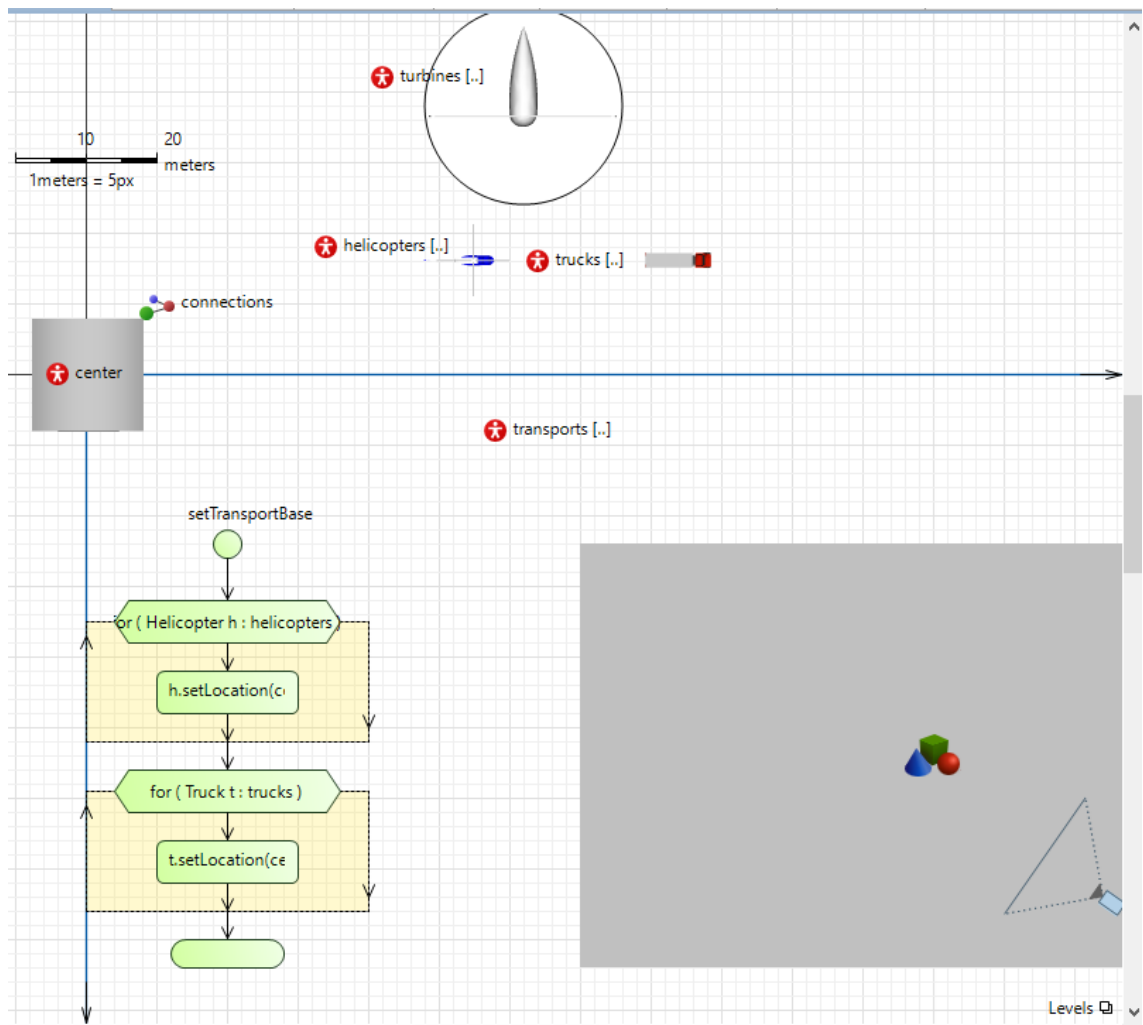 turbines [..]
10 20
meters
1meters = 5px
helicopters [..]
trucks [..]
connections
center
transports [..]
setTransportBase
or ( Helicopter h : helicopters )
h.setLocation(c
for ( Truck t : trucks )
t.setLocation(ce
Levels